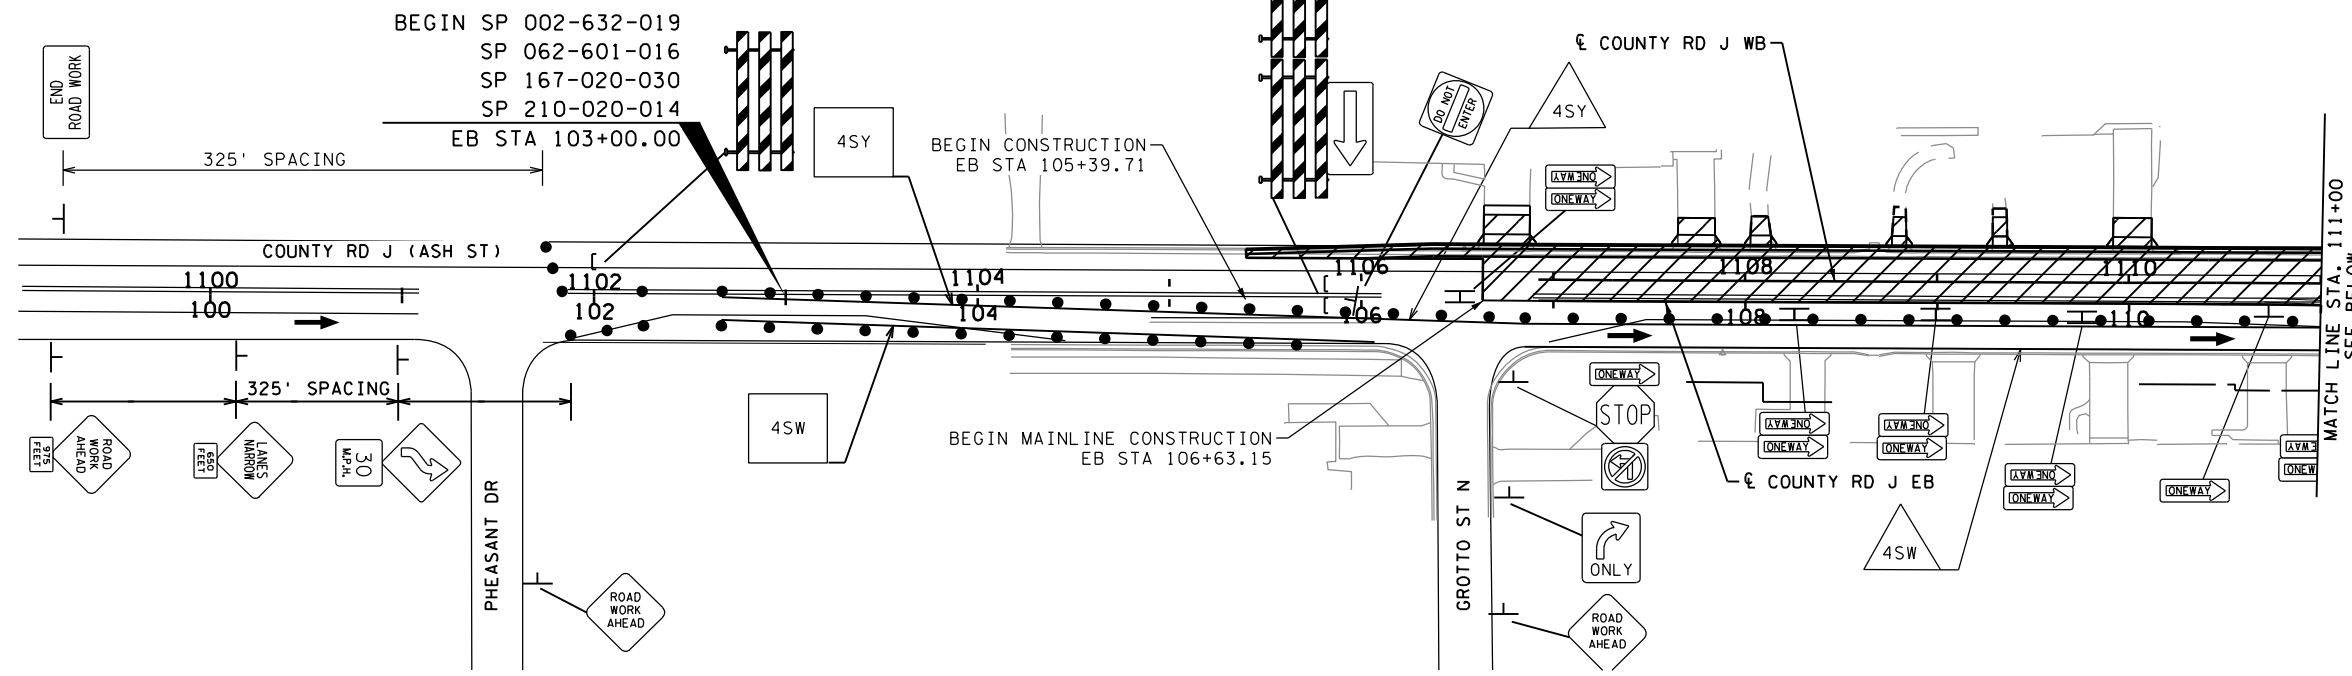 BEGIN SP 002-632-019
SP 062-601-016
SP 167-020-030
SP 210-020-014
EB STA 103+00.00
END
ROAD WORK
325' SPACING
4SY
BEGIN CONSTRUCTION
EB STA 105+39.71
DO NOT
ENTER
℄ COUNTY RD J WB
4SY
ONEWAY
ONEWAY
COUNTY RD J (ASH ST)
1100
1102
1104
1106
1108
1110
100
102
104
106
108
110
MATCH LINE STA. 111+00
SEE BELOW
325' SPACING
975
FEET
ROAD
WORK
AHEAD
650
FEET
LANES
NARROW
30
M.P.H.
4SW
BEGIN MAINLINE CONSTRUCTION
EB STA 106+63.15
ONEWAY
STOP
ONEWAY
ONEWAY
ONEWAY
ONEWAY
ONEWAY
ONEWAY
ONEWAY
ONEWAY
ONEW
℄ COUNTY RD J EB
4SW
PHEASANT DR
GROTTO ST N
ONLY
ROAD
WORK
AHEAD
ROAD
WORK
AHEAD